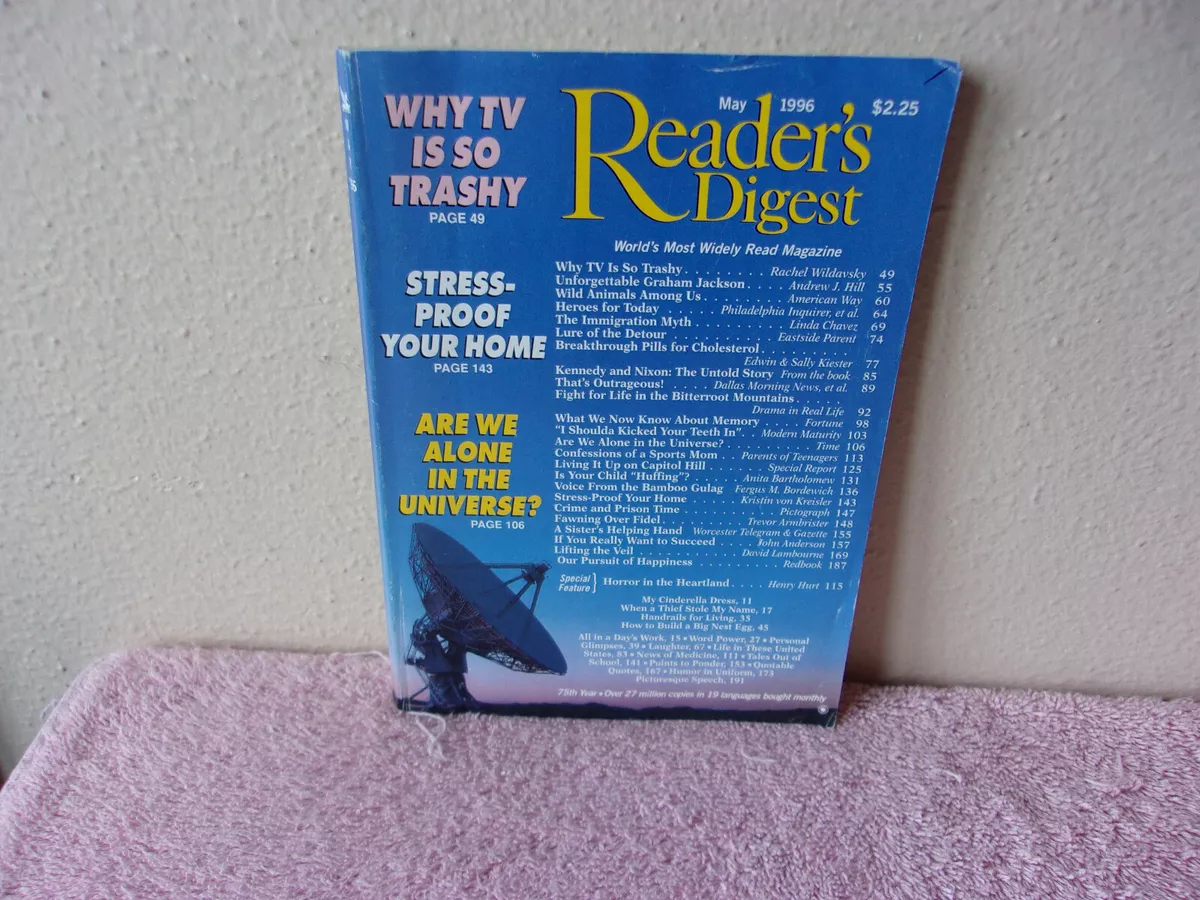 WHY TV
IS SO
TRASHY
PAGE 49
STRESS-
PROOF
YOUR HOME
PAGE 143
ARE WE
ALONE
IN THE
UNIVERSE?
PAGE 106
May 1996 $2.25
Reader's
Digest
World's Most Widely Read Magazine
Why TV Is So Trashy . . . . . . . . Rachel Wildavsky 49
Unforgettable Graham Jackson . . . . Andrew J. Hill 55
Wild Animals Among Us . . . . . . . . American Way 60
Heroes for Today . . . . . Philadelphia Inquirer, et al. 64
The Immigration Myth . . . . . . . . Linda Chavez 69
Lure of the Detour . . . . . . . . . . Eastside Parent 74
Breakthrough Pills for Cholesterol . . . . . . . . .
Edwin & Sally Kiester 77
Kennedy and Nixon: The Untold Story From the book 85
That's Outrageous! . . . . Dallas Morning News, et al. 89
Fight for Life in the Bitterroot Mountains . . . . .
Drama in Real Life 92
What We Now Know About Memory . . . . . Fortune 98
"I Shoulda Kicked Your Teeth In" . . Modern Maturity 103
Are We Alone in the Universe? . . . . . . . . . Time 106
Confessions of a Sports Mom . . Parents of Teenagers 113
Living It Up on Capitol Hill . . . . . . Special Report 125
Is Your Child "Huffing"? . . . . . Anita Bartholomew 131
Voice From the Bamboo Gulag Fergus M. Bordewich 136
Stress-Proof Your Home . . . . . Kristin von Kreisler 143
Crime and Prison Time . . . . . . . . . . Pictograph 147
Fawning Over Fidel . . . . . . . . . Trevor Armbrister 148
A Sister's Helping Hand Worcester Telegram & Gazette 155
If You Really Want to Succeed . . . . John Anderson 157
Lifting the Veil . . . . . . . . . . . David Lambourne 169
Our Pursuit of Happiness . . . . . . . . . Redbook 187
Special
Feature } Horror in the Heartland . . . . Henry Hurt 115
My Cinderella Dress, 11
When a Thief Stole My Name, 17
Handrails for Living, 35
How to Build a Big Nest Egg, 45
All in a Day's Work, 15 • Word Power, 27 • Personal
Glimpses, 39 • Laughter, 67 • Life in These United
States, 83 • News of Medicine, 111 • Tales Out of
School, 141 • Points to Ponder, 153 • Quotable
Quotes, 167 • Humor in Uniform, 173
Picturesque Speech, 191
75th Year • Over 27 million copies in 19 languages bought monthly